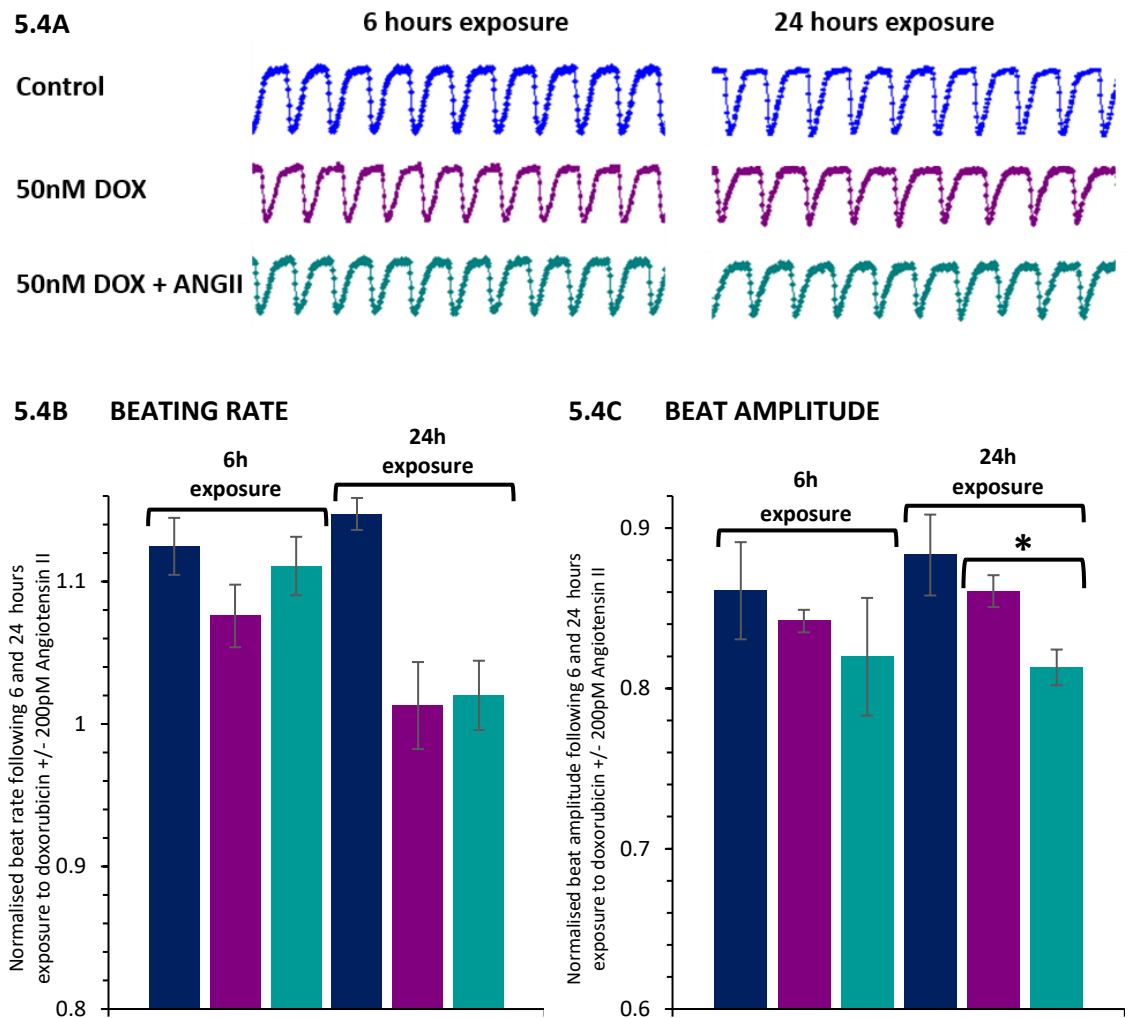 5.4A
6 hours exposure
24 hours exposure
Control
50nM DOX
50nM DOX + ANGII
5.4B BEATING RATE
6h
exposure
24h
exposure
Normalised beat rate following 6 and 24 hours
exposure to doxorubicin +/- 200pM Angiotensin II
1.1
1
0.9
0.8
5.4C BEAT AMPLITUDE
6h
exposure
24h
exposure
*
Normalised beat amplitude following 6 and 24 hours
exposure to doxorubicin +/- 200pM Angiotensin II
0.9
0.8
0.7
0.6